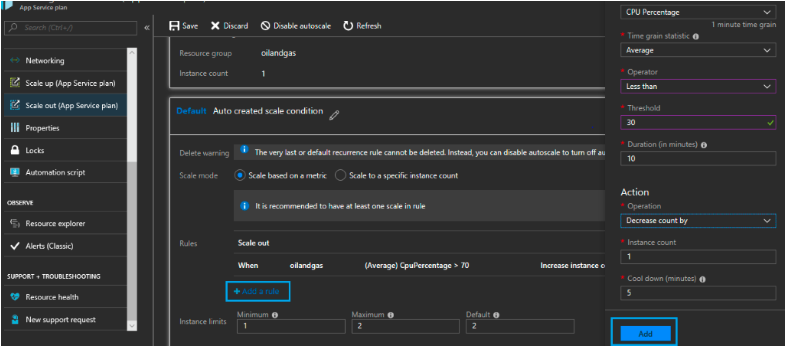 App Service plan
Search (Ctrl+/)
«
Networking
Scale up (App Service plan)
Scale out (App Service plan)
Properties
Locks
Automation script
OBSERVE
Resource explorer
Alerts (Classic)
SUPPORT + TROUBLESHOOTING
Resource health
New support request
Save Discard Disable autoscale Refresh
Resource group oilandgas
Instance count 1
Default Auto created scale condition
Delete warning The very last or default recurrence rule cannot be deleted. Instead, you can disable autoscale to turn off au
Scale mode Scale based on a metric Scale to a specific instance count
It is recommended to have at least one scale in rule
Rules Scale out
When oilandgas (Average) CpuPercentage > 70 Increase instance c
+ Add a rule
Instance limits Minimum Maximum Default
1 2 2
CPU Percentage
1 minute time grain
* Time grain statistic
Average
* Operator
Less than
* Threshold
30
* Duration (in minutes)
10
Action
* Operation
Decrease count by
* Instance count
1
* Cool down (minutes)
5
Add